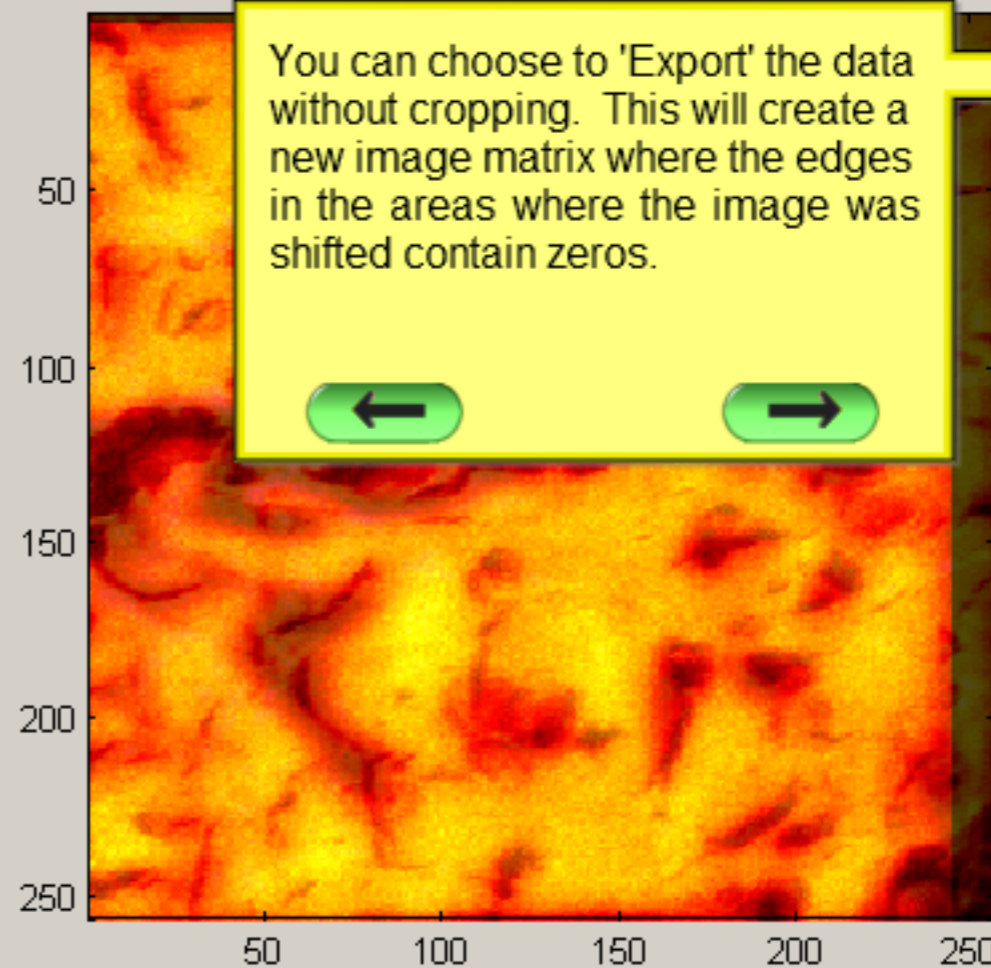 You can choose to 'Export' the data
without cropping.  This will create a
new image matrix where the edges
in the areas where the image was
shifted contain zeros.
50
100
150
200
250
50 100 150 200 250